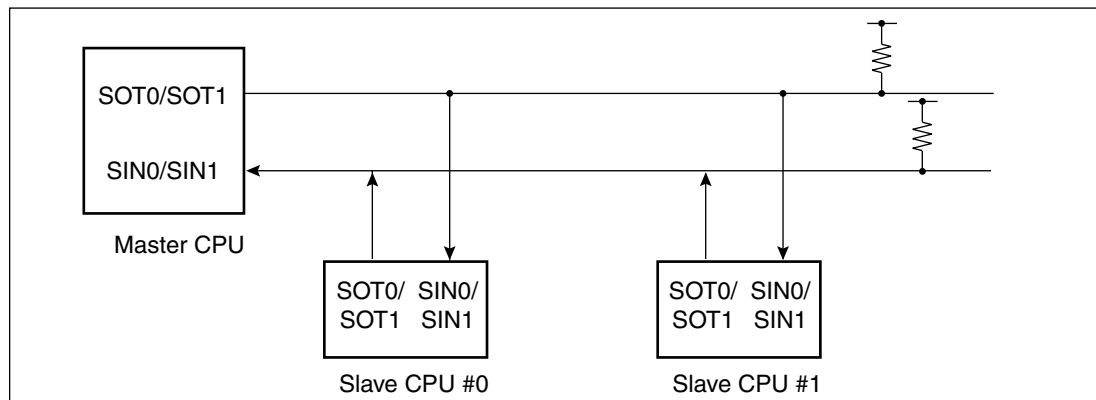 SOT0/SOT1
SIN0/SIN1
Master CPU
SOT0/ SIN0/
SOT1 SIN1
Slave CPU #0
SOT0/ SIN0/
SOT1 SIN1
Slave CPU #1